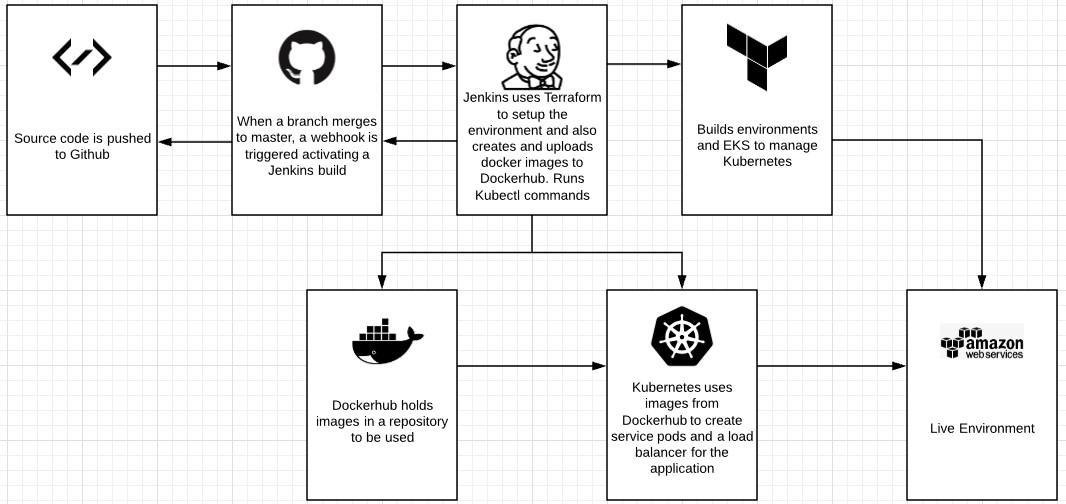 Source code is pushed
to Github
When a branch merges
to master, a webhook is
triggered activating a
Jenkins build
Jenkins uses Terraform
to setup the
environment and also
creates and uploads
docker images to
Dockerhub. Runs
Kubectl commands
Builds environments
and EKS to manage
Kubernetes
Dockerhub holds
images in a repository
to be used
Kubernetes uses
images from
Dockerhub to create
service pods and a load
balancer for the
application
amazon
web services
Live Environment